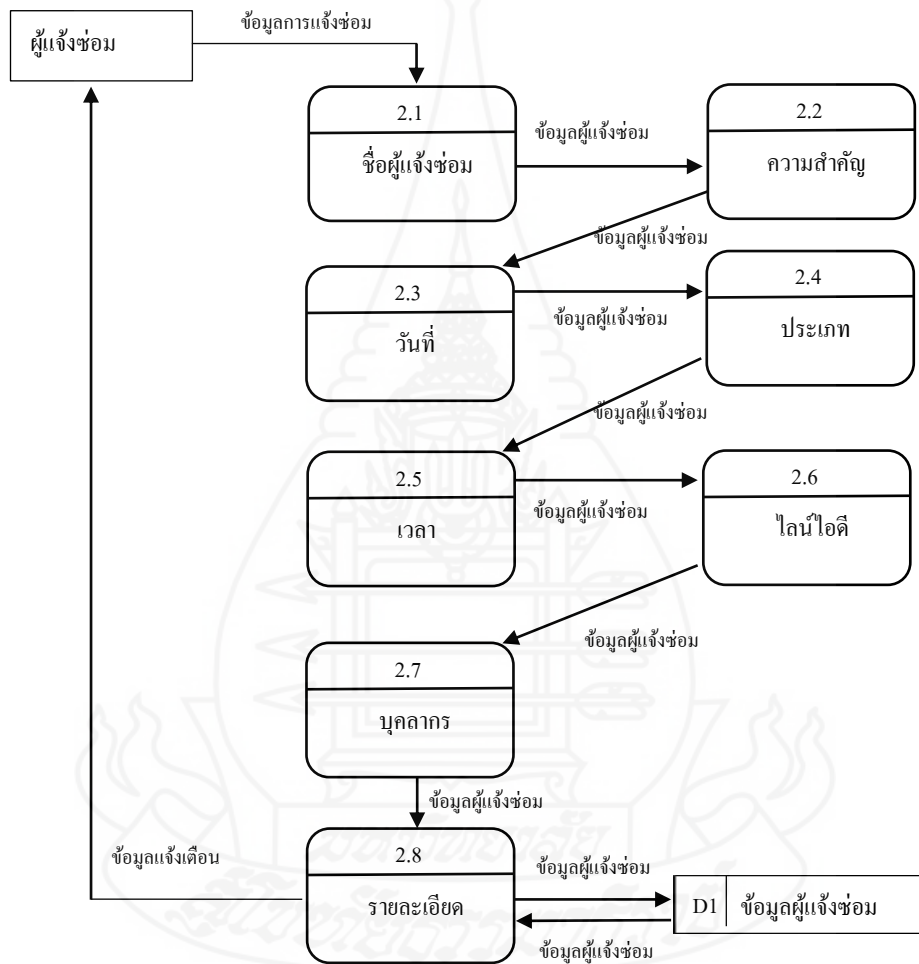 ผู้แจ้งซ่อม
ข้อมูลการแจ้งซ่อม
2.1
ชื่อผู้แจ้งซ่อม
ข้อมูลผู้แจ้งซ่อม
2.2
ความสำคัญ
ข้อมูลผู้แจ้งซ่อม
2.3
วันที่
ข้อมูลผู้แจ้งซ่อม
2.4
ประเภท
ข้อมูลผู้แจ้งซ่อม
2.5
เวลา
ข้อมูลผู้แจ้งซ่อม
2.6
ไลน์ไอดี
ข้อมูลผู้แจ้งซ่อม
2.7
บุคลากร
ข้อมูลผู้แจ้งซ่อม
2.8
รายละเอียด
ข้อมูลแจ้งเตือน
ข้อมูลผู้แจ้งซ่อม
D1 ข้อมูลผู้แจ้งซ่อม
ข้อมูลผู้แจ้งซ่อม